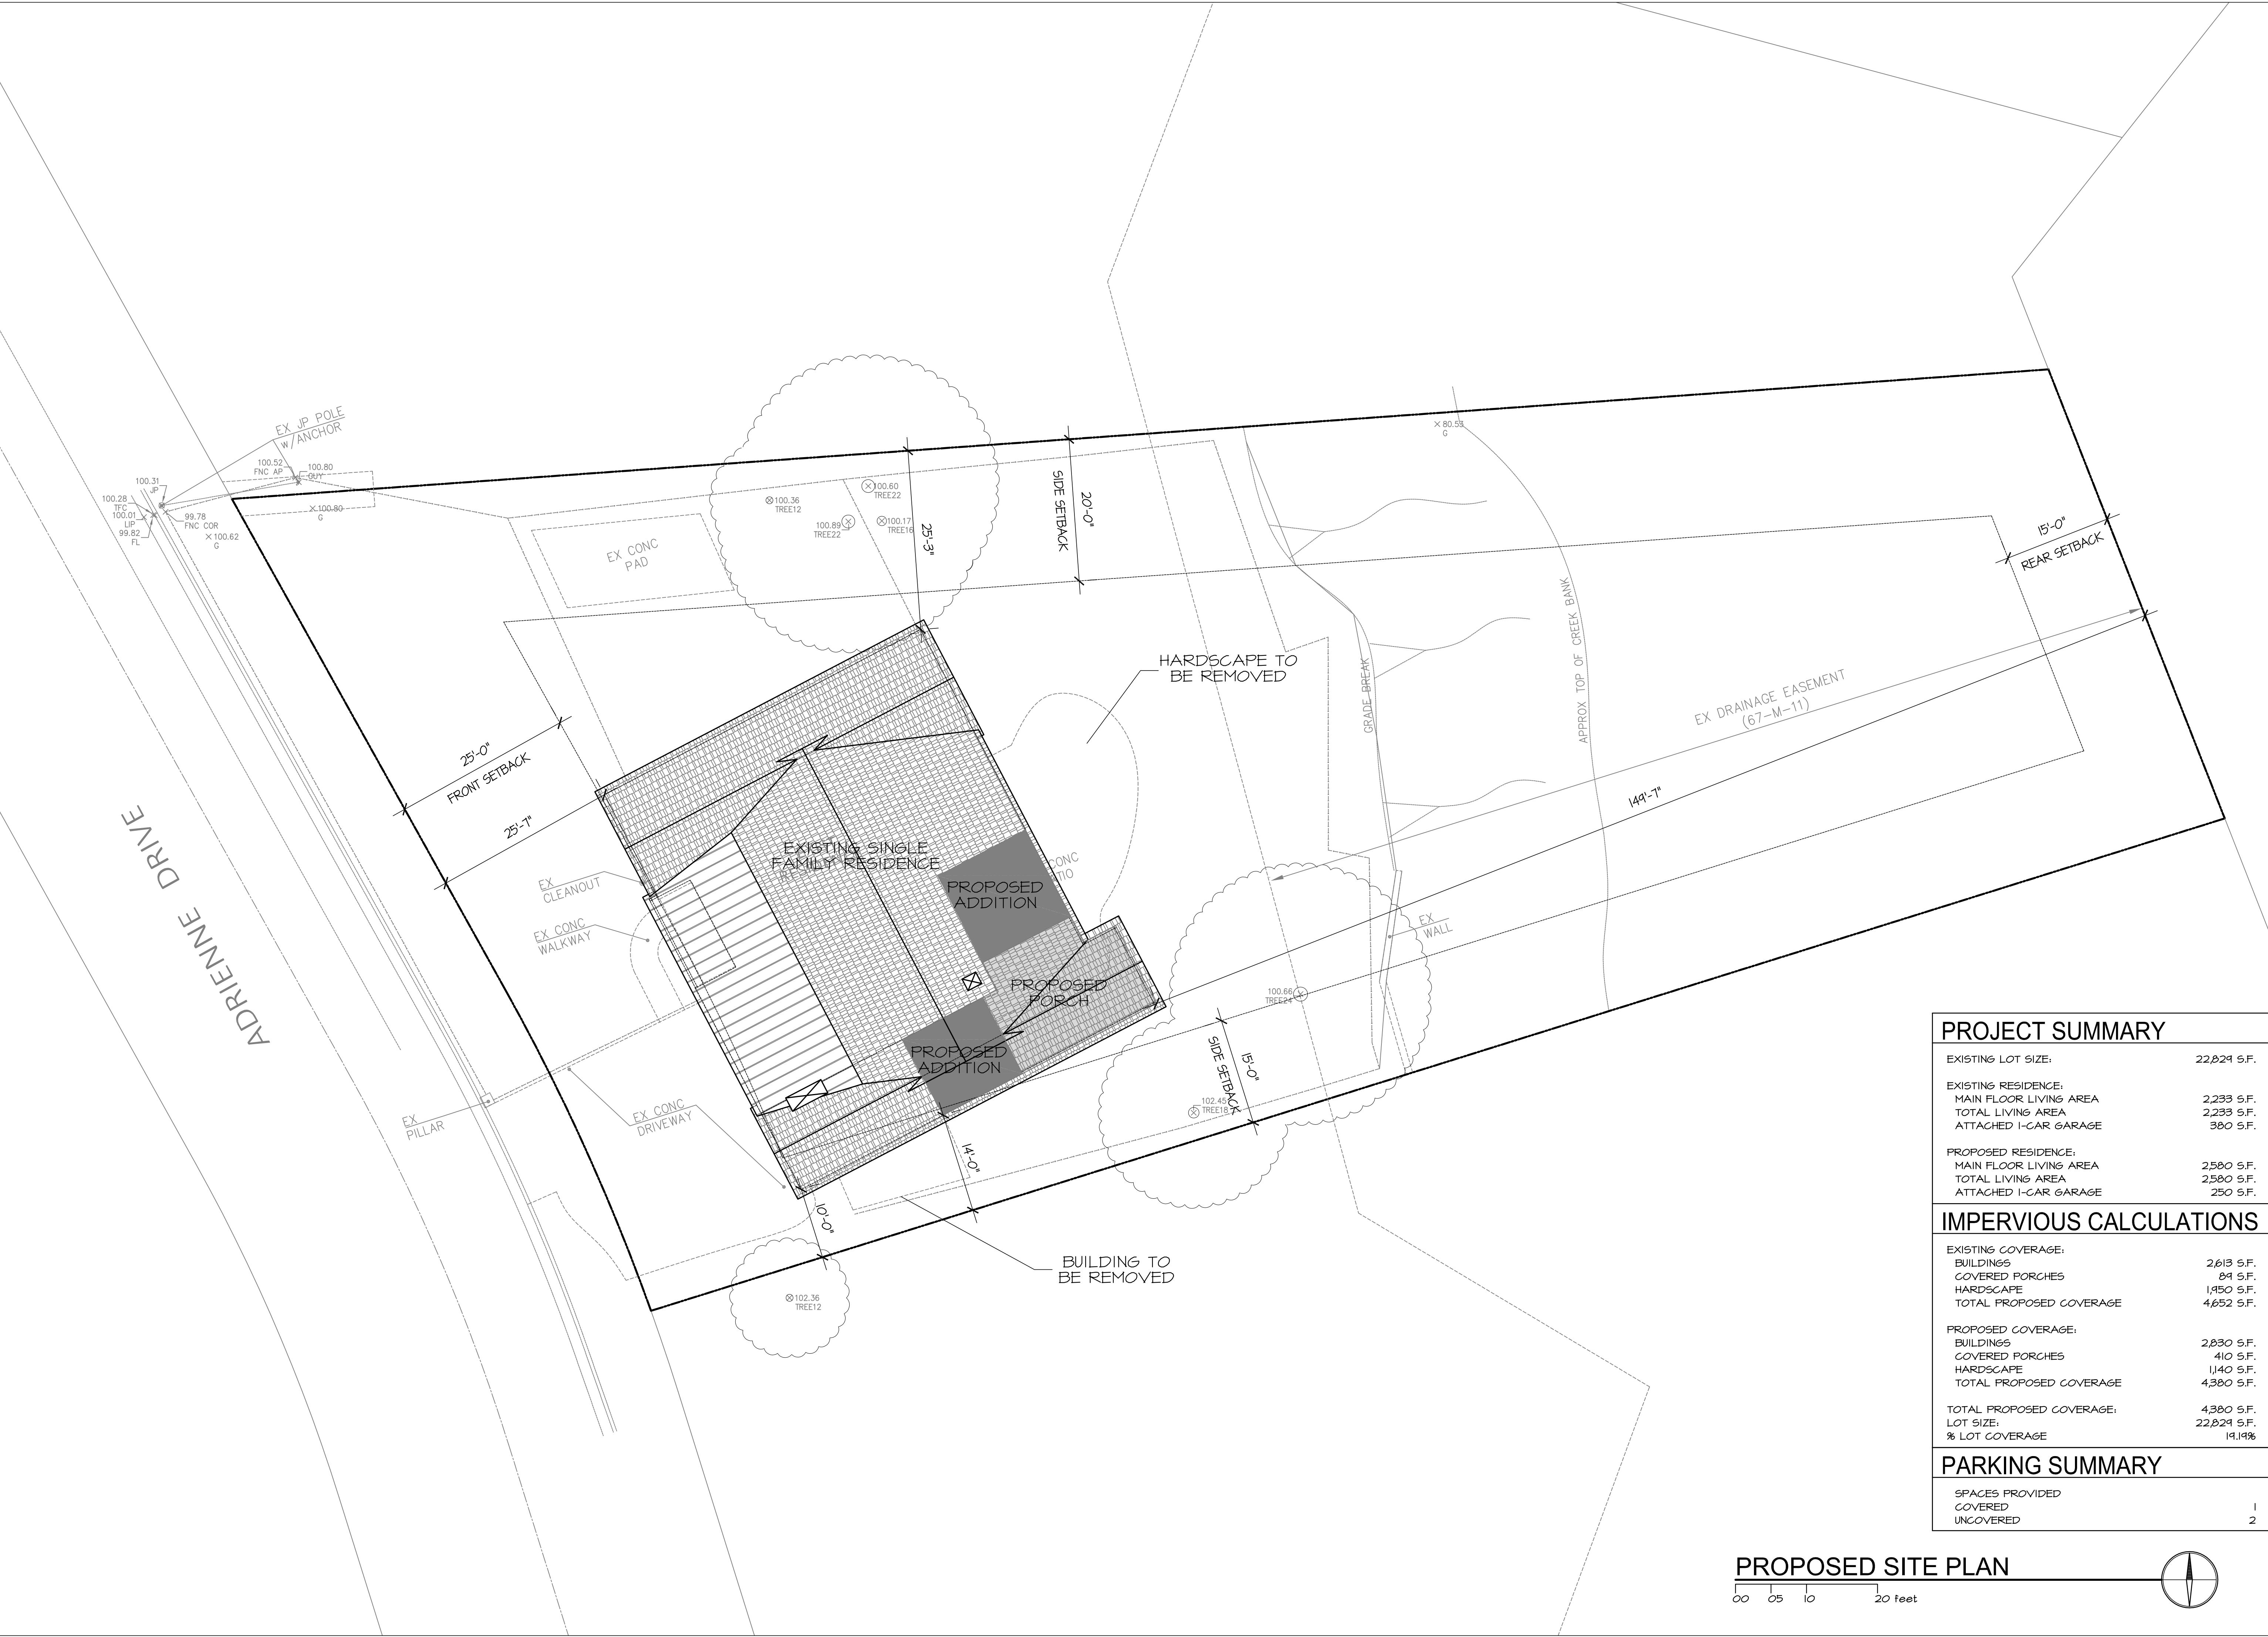 EX JP POLE
w/ANCHOR
100.52
FNC AP
100.80
GUY
100.31
JP
100.28
TFC
100.01
LIP
99.82
FL
99.78
FNC COR
×100.62
G
×100.80
G
EX CONC
PAD
100.36
TREE12
100.60
TREE22
100.89
TREE22
100.17
TREE16
25'-3"
SIDE SETBACK
20'-0"
×80.53
G
15'-0"
REAR SETBACK
HARDSCAPE TO
BE REMOVED
GRADE BREAK
APPROX TOP OF CREEK BANK
EX DRAINAGE EASEMENT
(67-M-11)
149'-7"
25'-0"
FRONT SETBACK
25'-7"
ADRIENNE DRIVE
EXISTING SINGLE
FAMILY RESIDENCE
CONC
TIO
PROPOSED
ADDITION
EX
CLEANOUT
EX CONC
WALKWAY
EX
WALL
PROPOSED
PORCH
100.66
TREE24
PROPOSED
ADDITION
SIDE SETBACK
15'-0"
102.45
TREE18
EX
PILLAR
EX CONC
DRIVEWAY
14'-0"
10'-0"
BUILDING TO
BE REMOVED
102.36
TREE12
PROJECT SUMMARY
EXISTING LOT SIZE: 22,829 S.F.
EXISTING RESIDENCE:
MAIN FLOOR LIVING AREA 2,233 S.F.
TOTAL LIVING AREA 2,233 S.F.
ATTACHED 1-CAR GARAGE 380 S.F.
PROPOSED RESIDENCE:
MAIN FLOOR LIVING AREA 2,580 S.F.
TOTAL LIVING AREA 2,580 S.F.
ATTACHED 1-CAR GARAGE 250 S.F.
IMPERVIOUS CALCULATIONS
EXISTING COVERAGE:
BUILDINGS 2,613 S.F.
COVERED PORCHES 89 S.F.
HARDSCAPE 1,950 S.F.
TOTAL PROPOSED COVERAGE 4,652 S.F.
PROPOSED COVERAGE:
BUILDINGS 2,830 S.F.
COVERED PORCHES 410 S.F.
HARDSCAPE 1,140 S.F.
TOTAL PROPOSED COVERAGE 4,380 S.F.
TOTAL PROPOSED COVERAGE: 4,380 S.F.
LOT SIZE: 22,829 S.F.
% LOT COVERAGE 19.19%
PARKING SUMMARY
SPACES PROVIDED
COVERED 1
UNCOVERED 2
PROPOSED SITE PLAN
00 05 10 20 feet